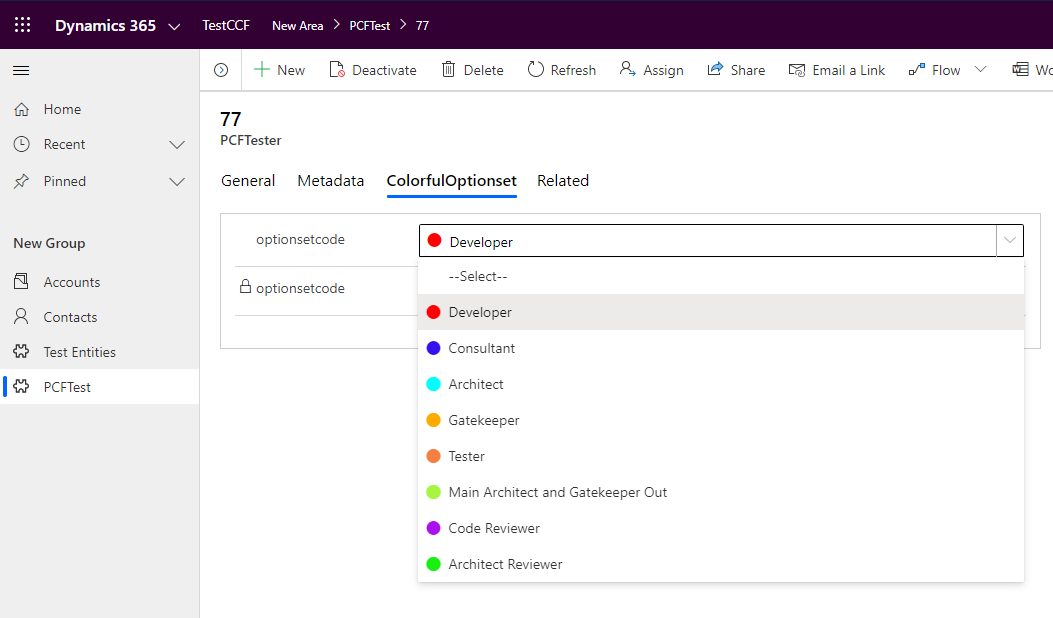 Dynamics 365 TestCCF New Area PCFTest 77
New Deactivate Delete Refresh Assign Share Email a Link Flow
Home
Recent
Pinned
New Group
Accounts
Contacts
Test Entities
PCFTest
77
PCFTester
General Metadata ColorfulOptionset Related
optionsetcode Developer
--Select--
optionsetcode
Developer
Consultant
Architect
Gatekeeper
Tester
Main Architect and Gatekeeper Out
Code Reviewer
Architect Reviewer